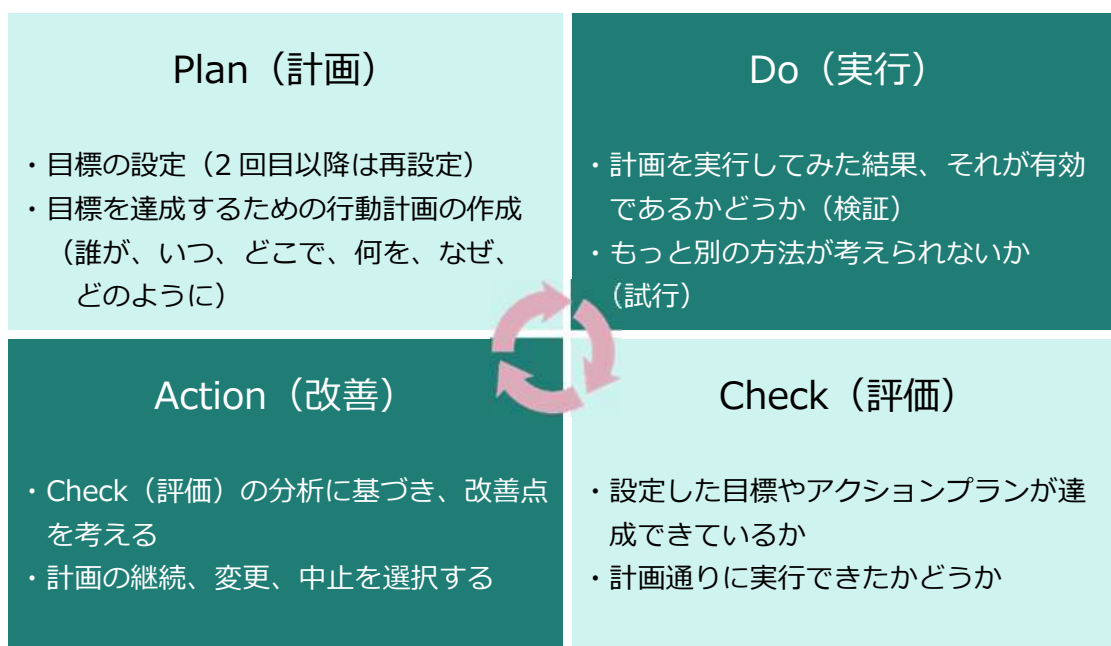 Plan（計画）
・目標の設定（2 回目以降は再設定）
・目標を達成するための行動計画の作成
（誰が、いつ、どこで、何を、なぜ、
どのように）
Do（実行）
・計画を実行してみた結果、それが有効
であるかどうか（検証）
・もっと別の方法が考えられないか
（試行）
Action（改善）
・Check（評価）の分析に基づき、改善点
を考える
・計画の継続、変更、中止を選択する
Check（評価）
・設定した目標やアクションプランが達
成できているか
・計画通りに実行できたかどうか